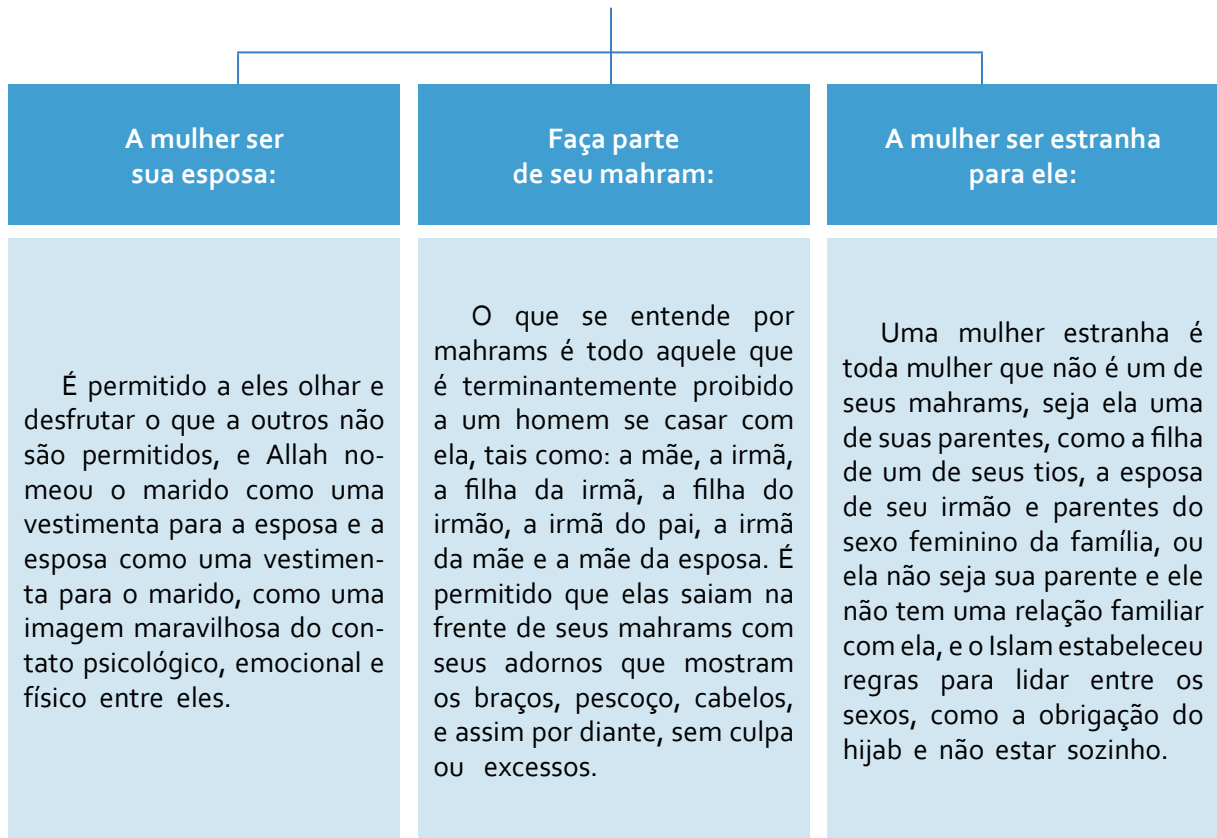 A mulher ser
sua esposa:
É permitido a eles olhar e
desfrutar o que a outros não
são permitidos, e Allah no-
meou o marido como uma
vestimenta para a esposa e a
esposa como uma vestimen-
ta para o marido, como uma
imagem maravilhosa do con-
tato psicológico, emocional e
físico entre eles.
Faça parte
de seu mahram:
O que se entende por
mahrams é todo aquele que
é terminantemente proibido
a um homem se casar com
ela, tais como: a mãe, a irmã,
a filha da irmã, a filha do
irmão, a irmã do pai, a irmã
da mãe e a mãe da esposa. É
permitido que elas saiam na
frente de seus mahrams com
seus adornos que mostram
os braços, pescoço, cabelos,
e assim por diante, sem culpa
ou excessos.
A mulher ser estranha
para ele:
Uma mulher estranha é
toda mulher que não é um de
seus mahrams, seja ela uma
de suas parentes, como a filha
de um de seus tios, a esposa
de seu irmão e parentes do
sexo feminino da família, ou
ela não seja sua parente e ele
não tem uma relação familiar
com ela, e o Islam estabeleceu
regras para lidar entre os
sexos, como a obrigação do
hijab e não estar sozinho.